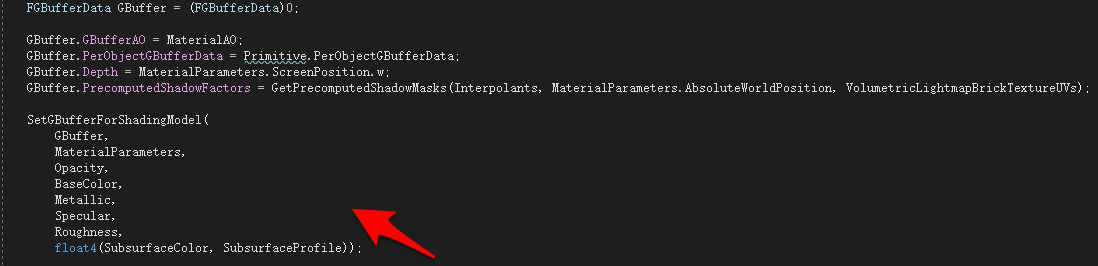 FGBufferData GBuffer = (FGBufferData)0;
GBuffer.GBufferAO = MaterialAO;
GBuffer.PerObjectGBufferData = Primitive.PerObjectGBufferData;
GBuffer.Depth = MaterialParameters.ScreenPosition.w;
GBuffer.PrecomputedShadowFactors = GetPrecomputedShadowMasks(Interpolants, MaterialParameters.AbsoluteWorldPosition, VolumetricLightmapBrickTextureUVs);
SetGBufferForShadingModel(
GBuffer,
MaterialParameters,
Opacity,
BaseColor,
Metallic,
Specular,
Roughness,
float4(SubsurfaceColor, SubsurfaceProfile));